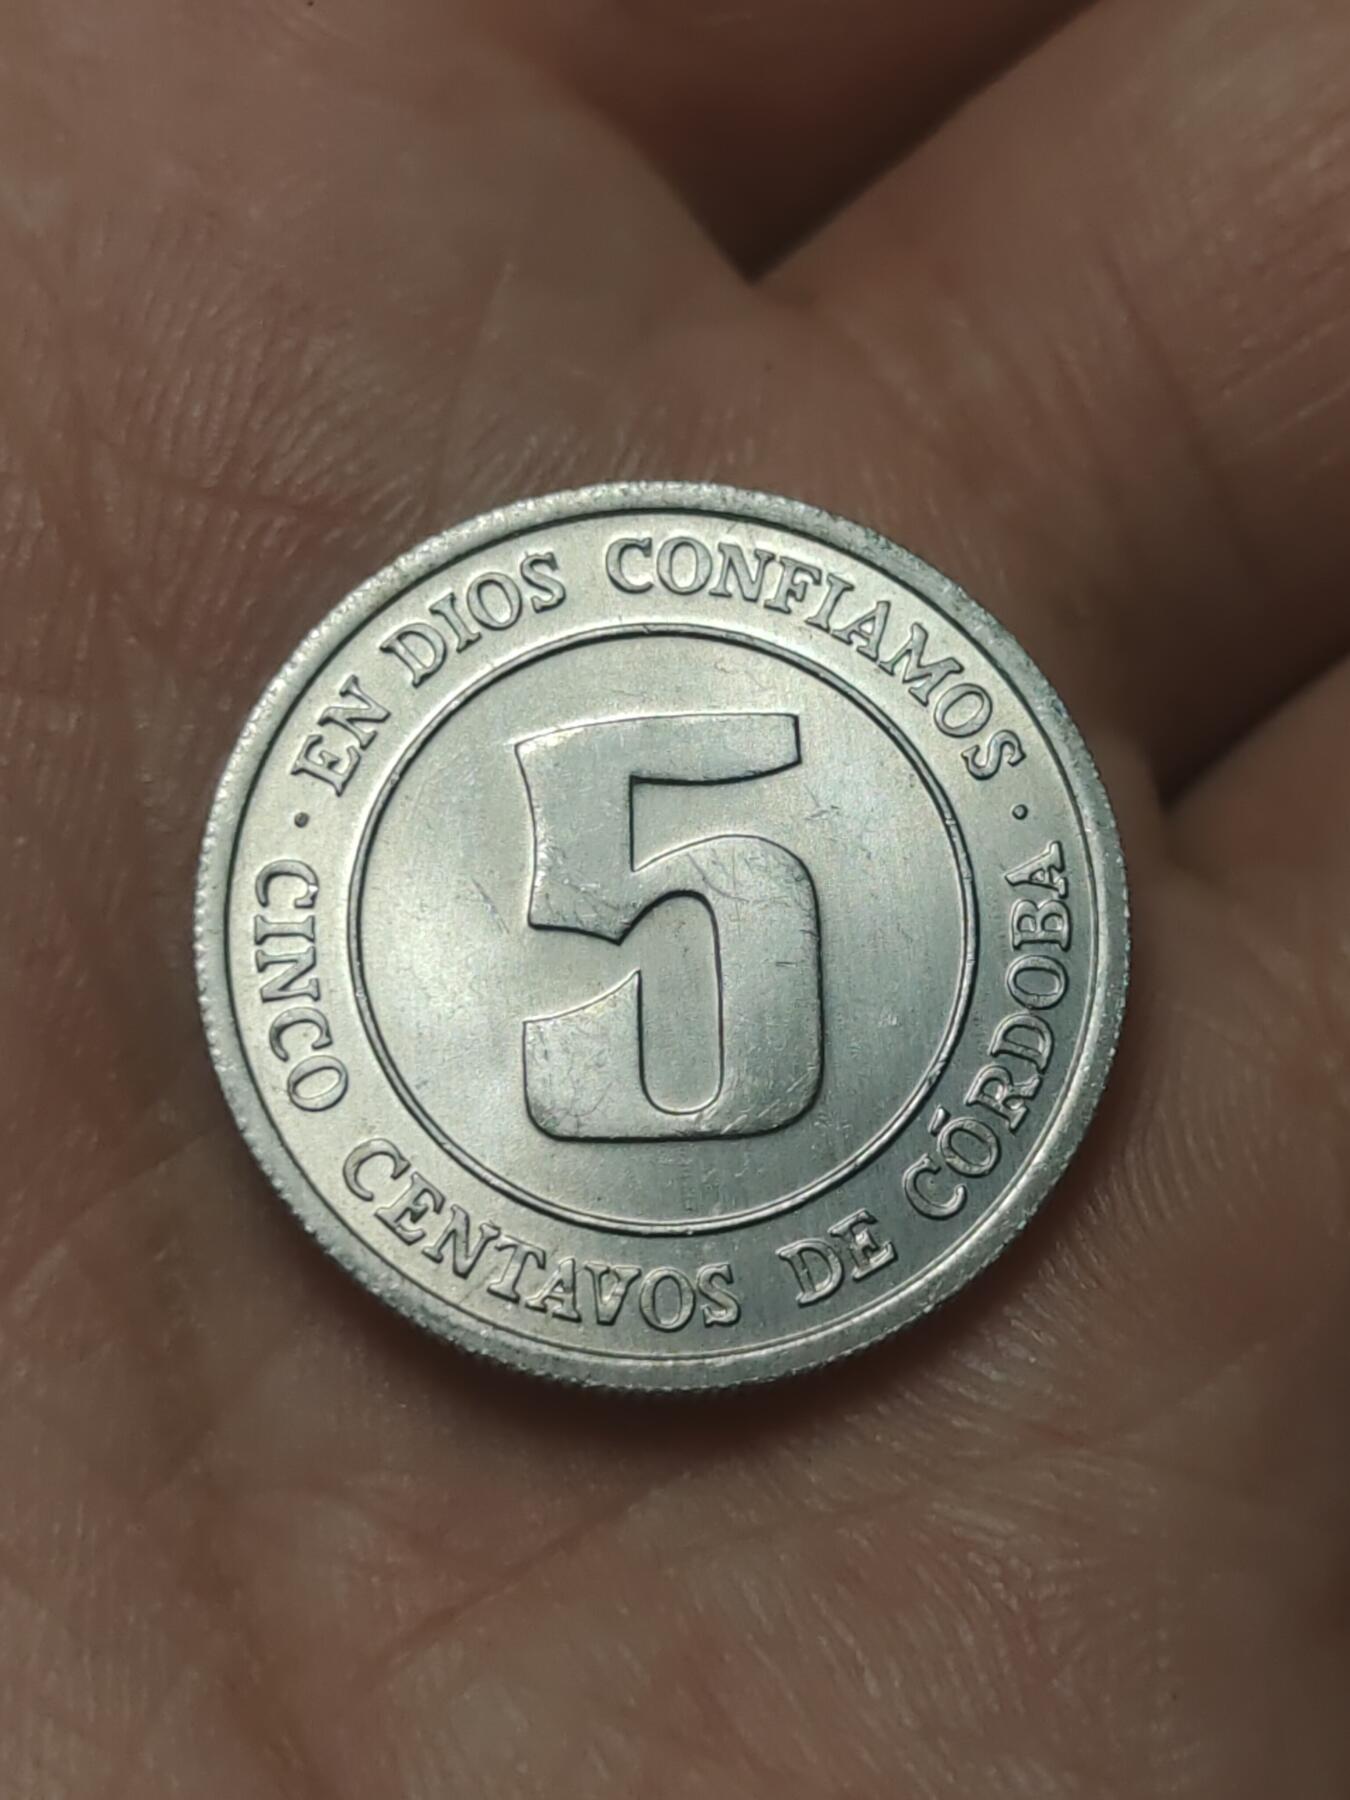 · EN DIOS CONFIAMOS ·
5
CINCO CENTAVOS DE CÓRDOBA